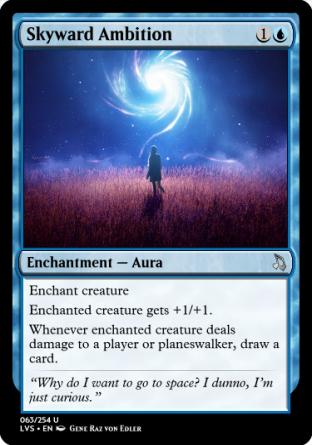 Skyward Ambition 1
Enchantment — Aura
Enchant creature
Enchanted creature gets +1/+1.
Whenever enchanted creature deals
damage to a player or planeswalker, draw a
card.
“Why do I want to go to space? I dunno, I’m
just curious.”
063/254 U
LVS • EN Gene Raz von Edler